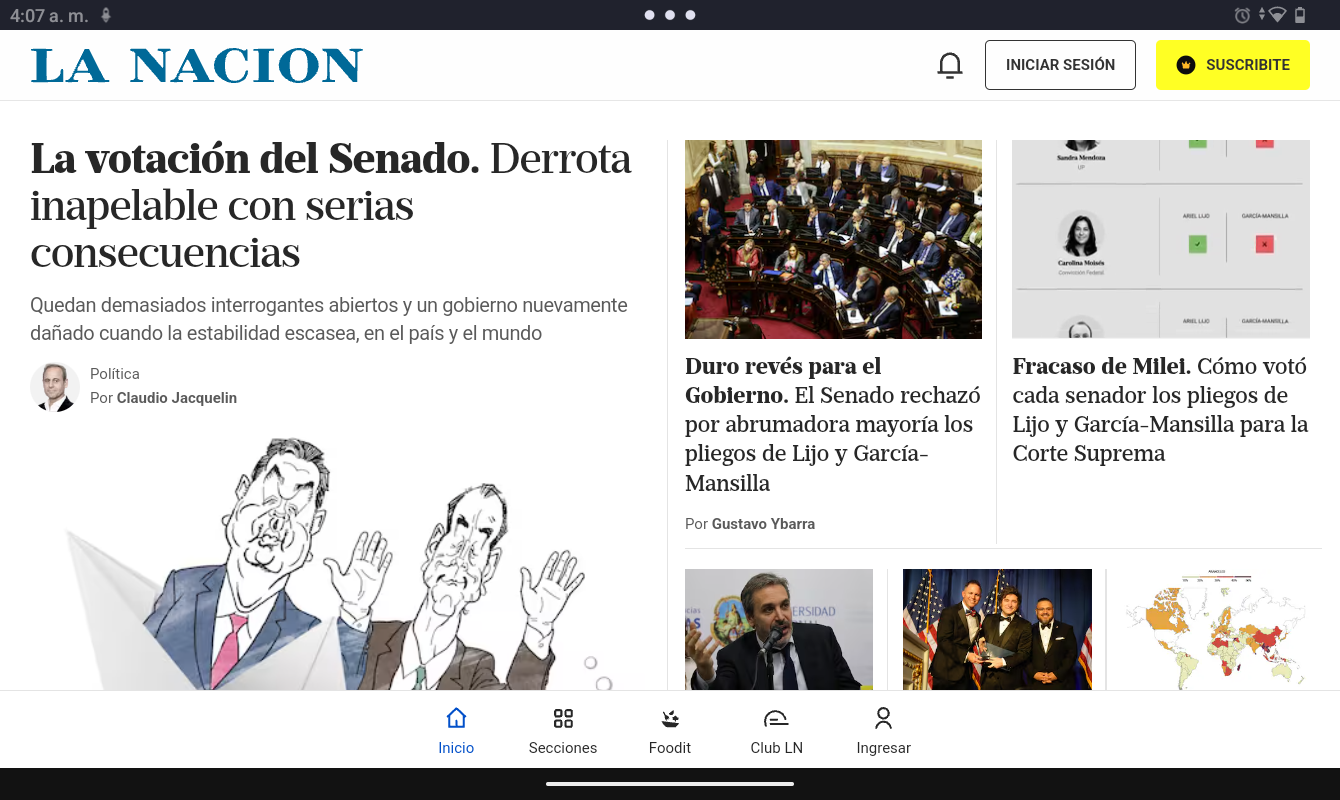 4:07 a. m.
LA NACION
INICIAR SESIÓN
SUSCRIBITE
La votación del Senado. Derrota
inapelable con serias
consecuencias
Quedan demasiados interrogantes abiertos y un gobierno nuevamente
dañado cuando la estabilidad escasea, en el país y el mundo
Política
Por Claudio Jacquelin
Duro revés para el
Gobierno. El Senado rechazó
por abrumadora mayoría los
pliegos de Lijo y García-
Mansilla
Por Gustavo Ybarra
Sandra Mendoza
UP
ARIEL LIJO
GARCÍA-MANSILLA
Carolina Moisés
Convicción Federal
ARIEL LIJO
GARCÍA-MANSILLA
Fracaso de Milei. Cómo votó
cada senador los pliegos de
Lijo y García-Mansilla para la
Corte Suprema
Inicio
Secciones
Foodit
Club LN
Ingresar